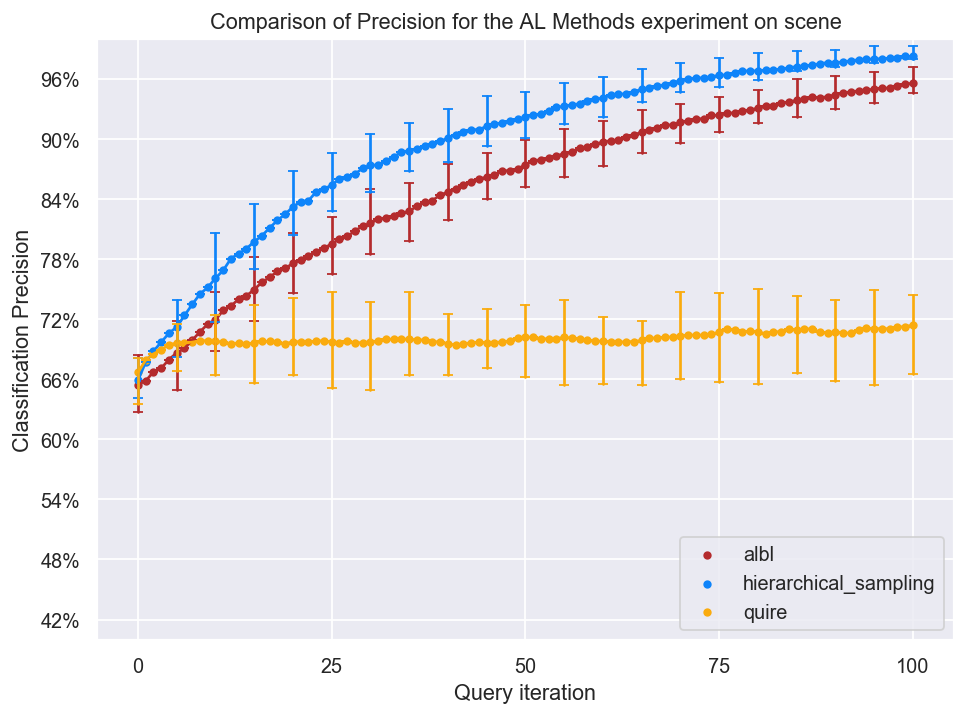 Comparison of Precision for the AL Methods experiment on scene
Classification Precision
96%
90%
84%
78%
72%
66%
60%
54%
48%
42%
albl
hierarchical_sampling
quire
0 25 50 75 100
Query iteration